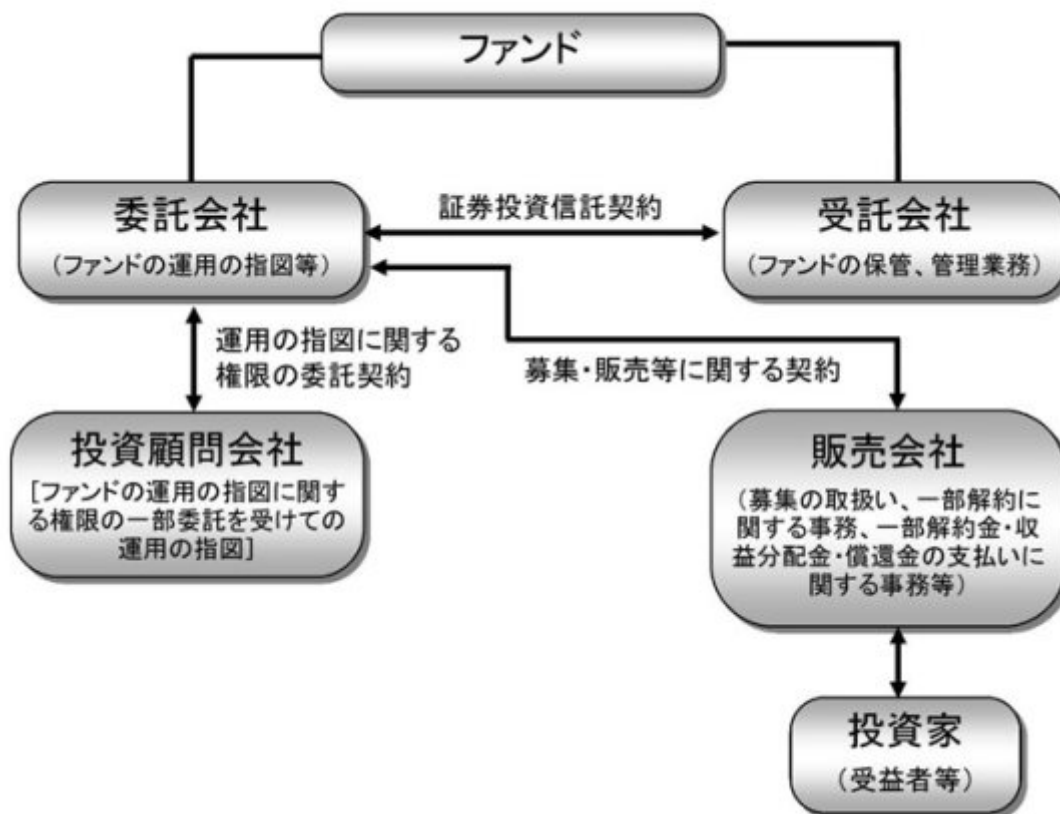 ファンド
委託会社
（ファンドの運用の指図等）
証券投資信託契約
受託会社
（ファンドの保管、管理業務）
運用の指図に関する
権限の委託契約
募集・販売等に関する契約
投資顧問会社
［ファンドの運用の指図に関す
る権限の一部委託を受けての
運用の指図］
販売会社
（募集の取扱い、一部解約に
関する事務、一部解約金・収
益分配金・償還金の支払いに
関する事務等）
投資家
（受益者等）